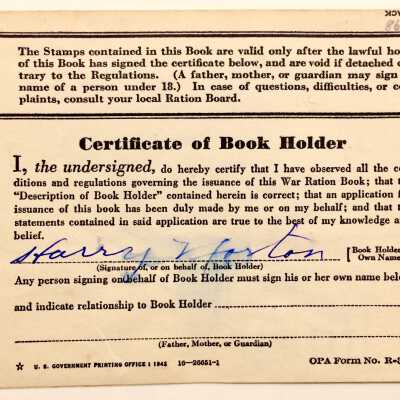 ACK
The Stamps contained in this Book are valid only after the lawful ho
of this Book has signed the certificate below, and are void if detached c
trary to the Regulations. (A father, mother, or guardian may sign
name of a person under 18.) In case of questions, difficulties, or co
plaints, consult your local Ration Board.
Certificate of Book Holder
I, the undersigned, do hereby certify that I have observed all the co
ditions and regulations governing the issuance of this War Ration Book; that t
"Description of Book Holder" contained herein is correct; that an application f
issuance of this book has been duly made by me or on my behalf; and that t
statements contained in said application are true to the best of my knowledge a
belief.
Harry Morton [Book Holder
Own Name
(Signature of, or on behalf of, Book Holder)
Any person signing on behalf of Book Holder must sign his or her own name belo
and indicate relationship to Book Holder
(Father, Mother, or Guardian)
☆ U. S. GOVERNMENT PRINTING OFFICE : 1942 16—26651-1 OPA Form No. R-3